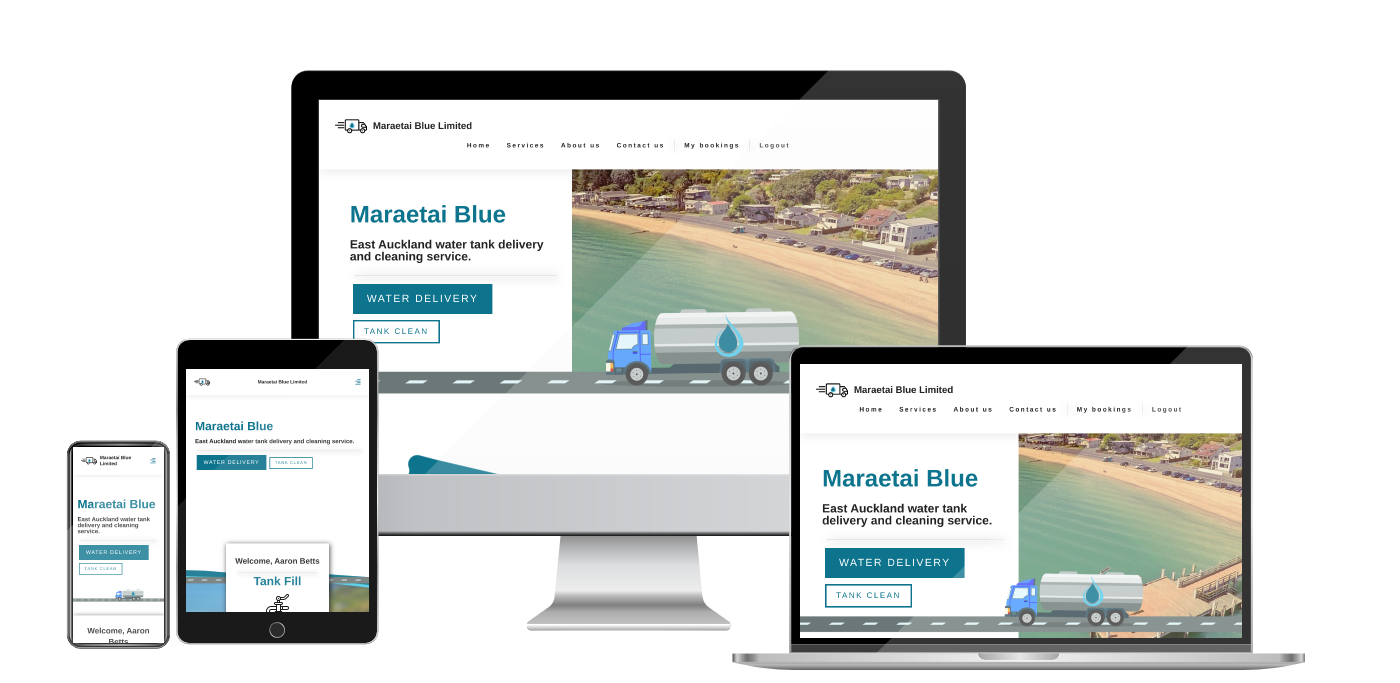 Maraetai Blue Limited
Home Services About us Contact us My bookings Logout
Maraetai Blue
East Auckland water tank delivery
and cleaning service.
WATER DELIVERY
TANK CLEAN
Maraetai Blue Limited
Maraetai Blue
East Auckland water tank delivery and cleaning service.
WATER DELIVERY TANK CLEAN
Welcome, Aaron Betts
Tank Fill
Maraetai Blue
Limited
Maraetai Blue
East Auckland water tank
delivery and cleaning
service.
WATER DELIVERY
TANK CLEAN
Welcome, Aaron
Betts
Maraetai Blue Limited
Home Services About us Contact us My bookings Logout
Maraetai Blue
East Auckland water tank
delivery and cleaning service.
WATER DELIVERY
TANK CLEAN